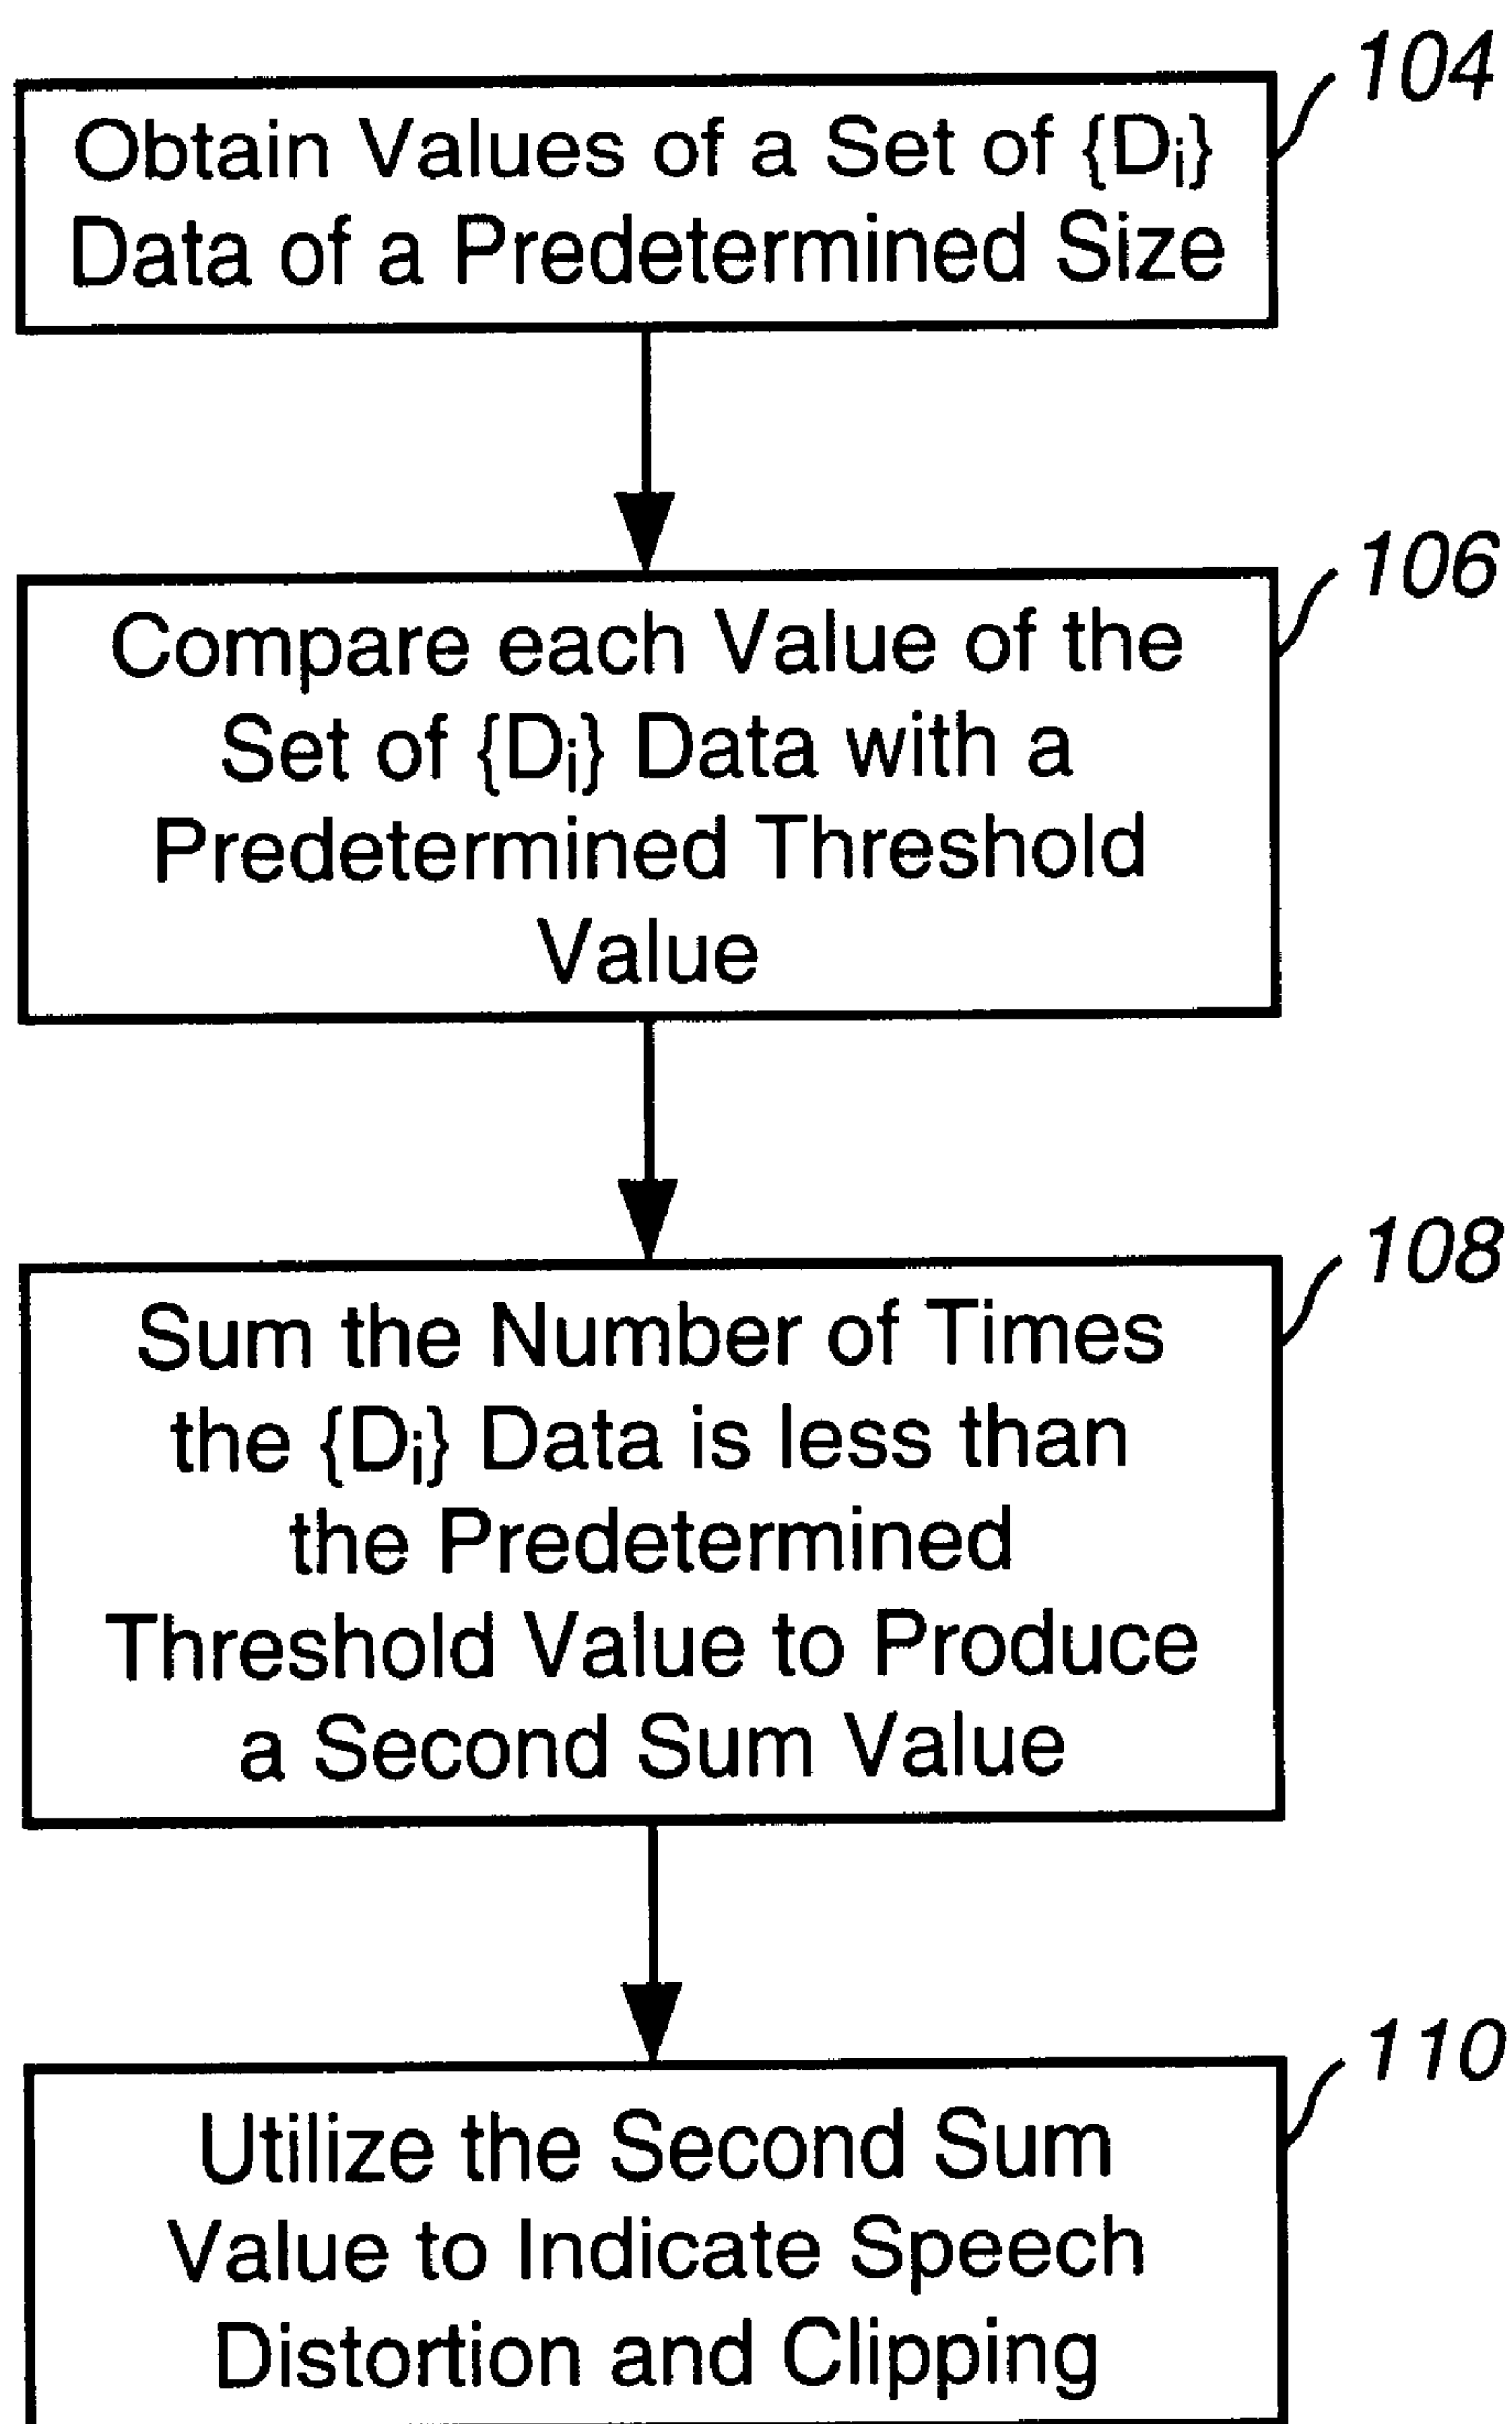 104
Obtain Values of a Set of {Di}
Data of a Predetermined Size
106
Compare each Value of the
Set of {Di} Data with a
Predetermined Threshold
Value
108
Sum the Number of Times
the {Di} Data is less than
the Predetermined
Threshold Value to Produce
a Second Sum Value
110
Utilize the Second Sum
Value to Indicate Speech
Distortion and Clipping